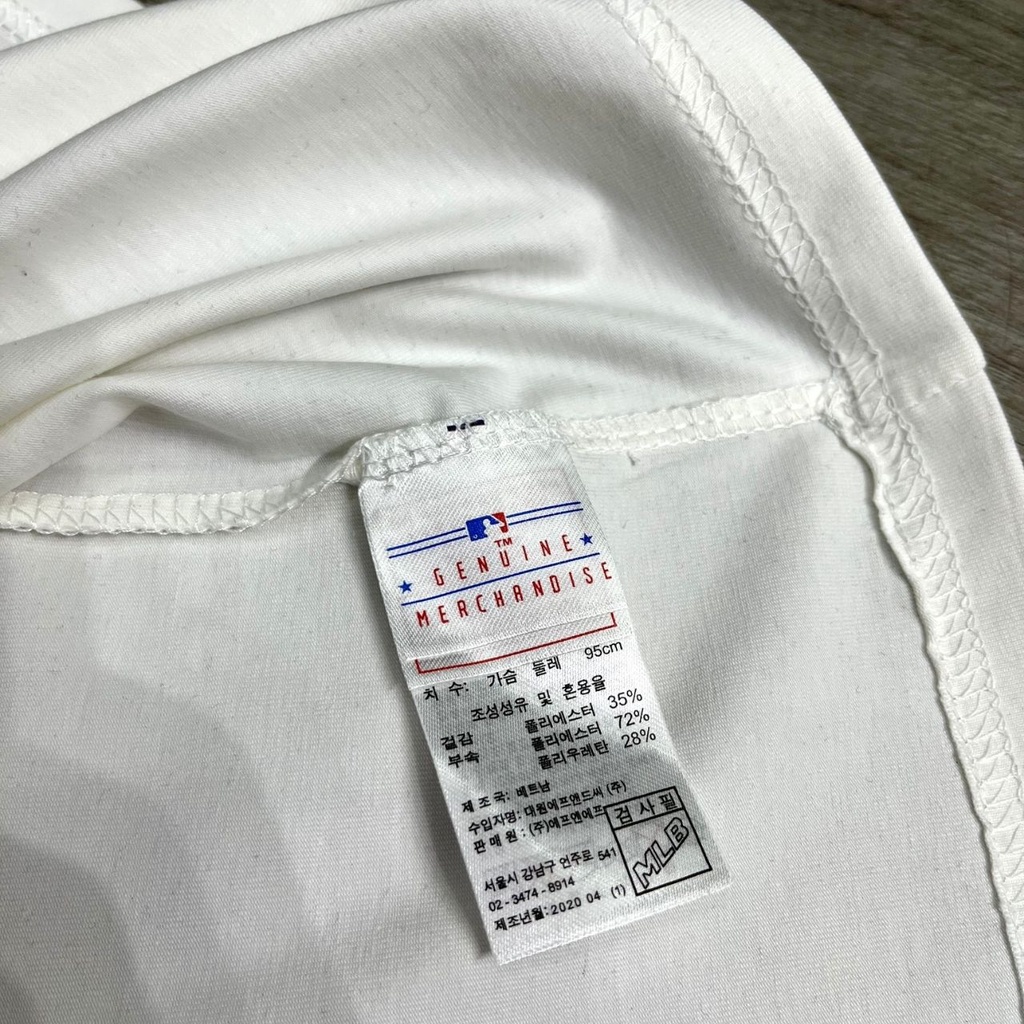 TM
GENUINE
MERCHANDISE
치 수: 가슴 둘레 95cm
조성섬유 및 혼용율
겉감 폴리에스터 35%
부속 폴리에스터 72%
폴리우레탄 28%
제 조 국: 베트남
수입자명: 대원에프앤드씨 (주)
판 매 원 : (주)에프앤에프
검 사 필
MLB
서울시 강남구 언주로 541
02-3474-8914
제조년월: 2020 04 (1)